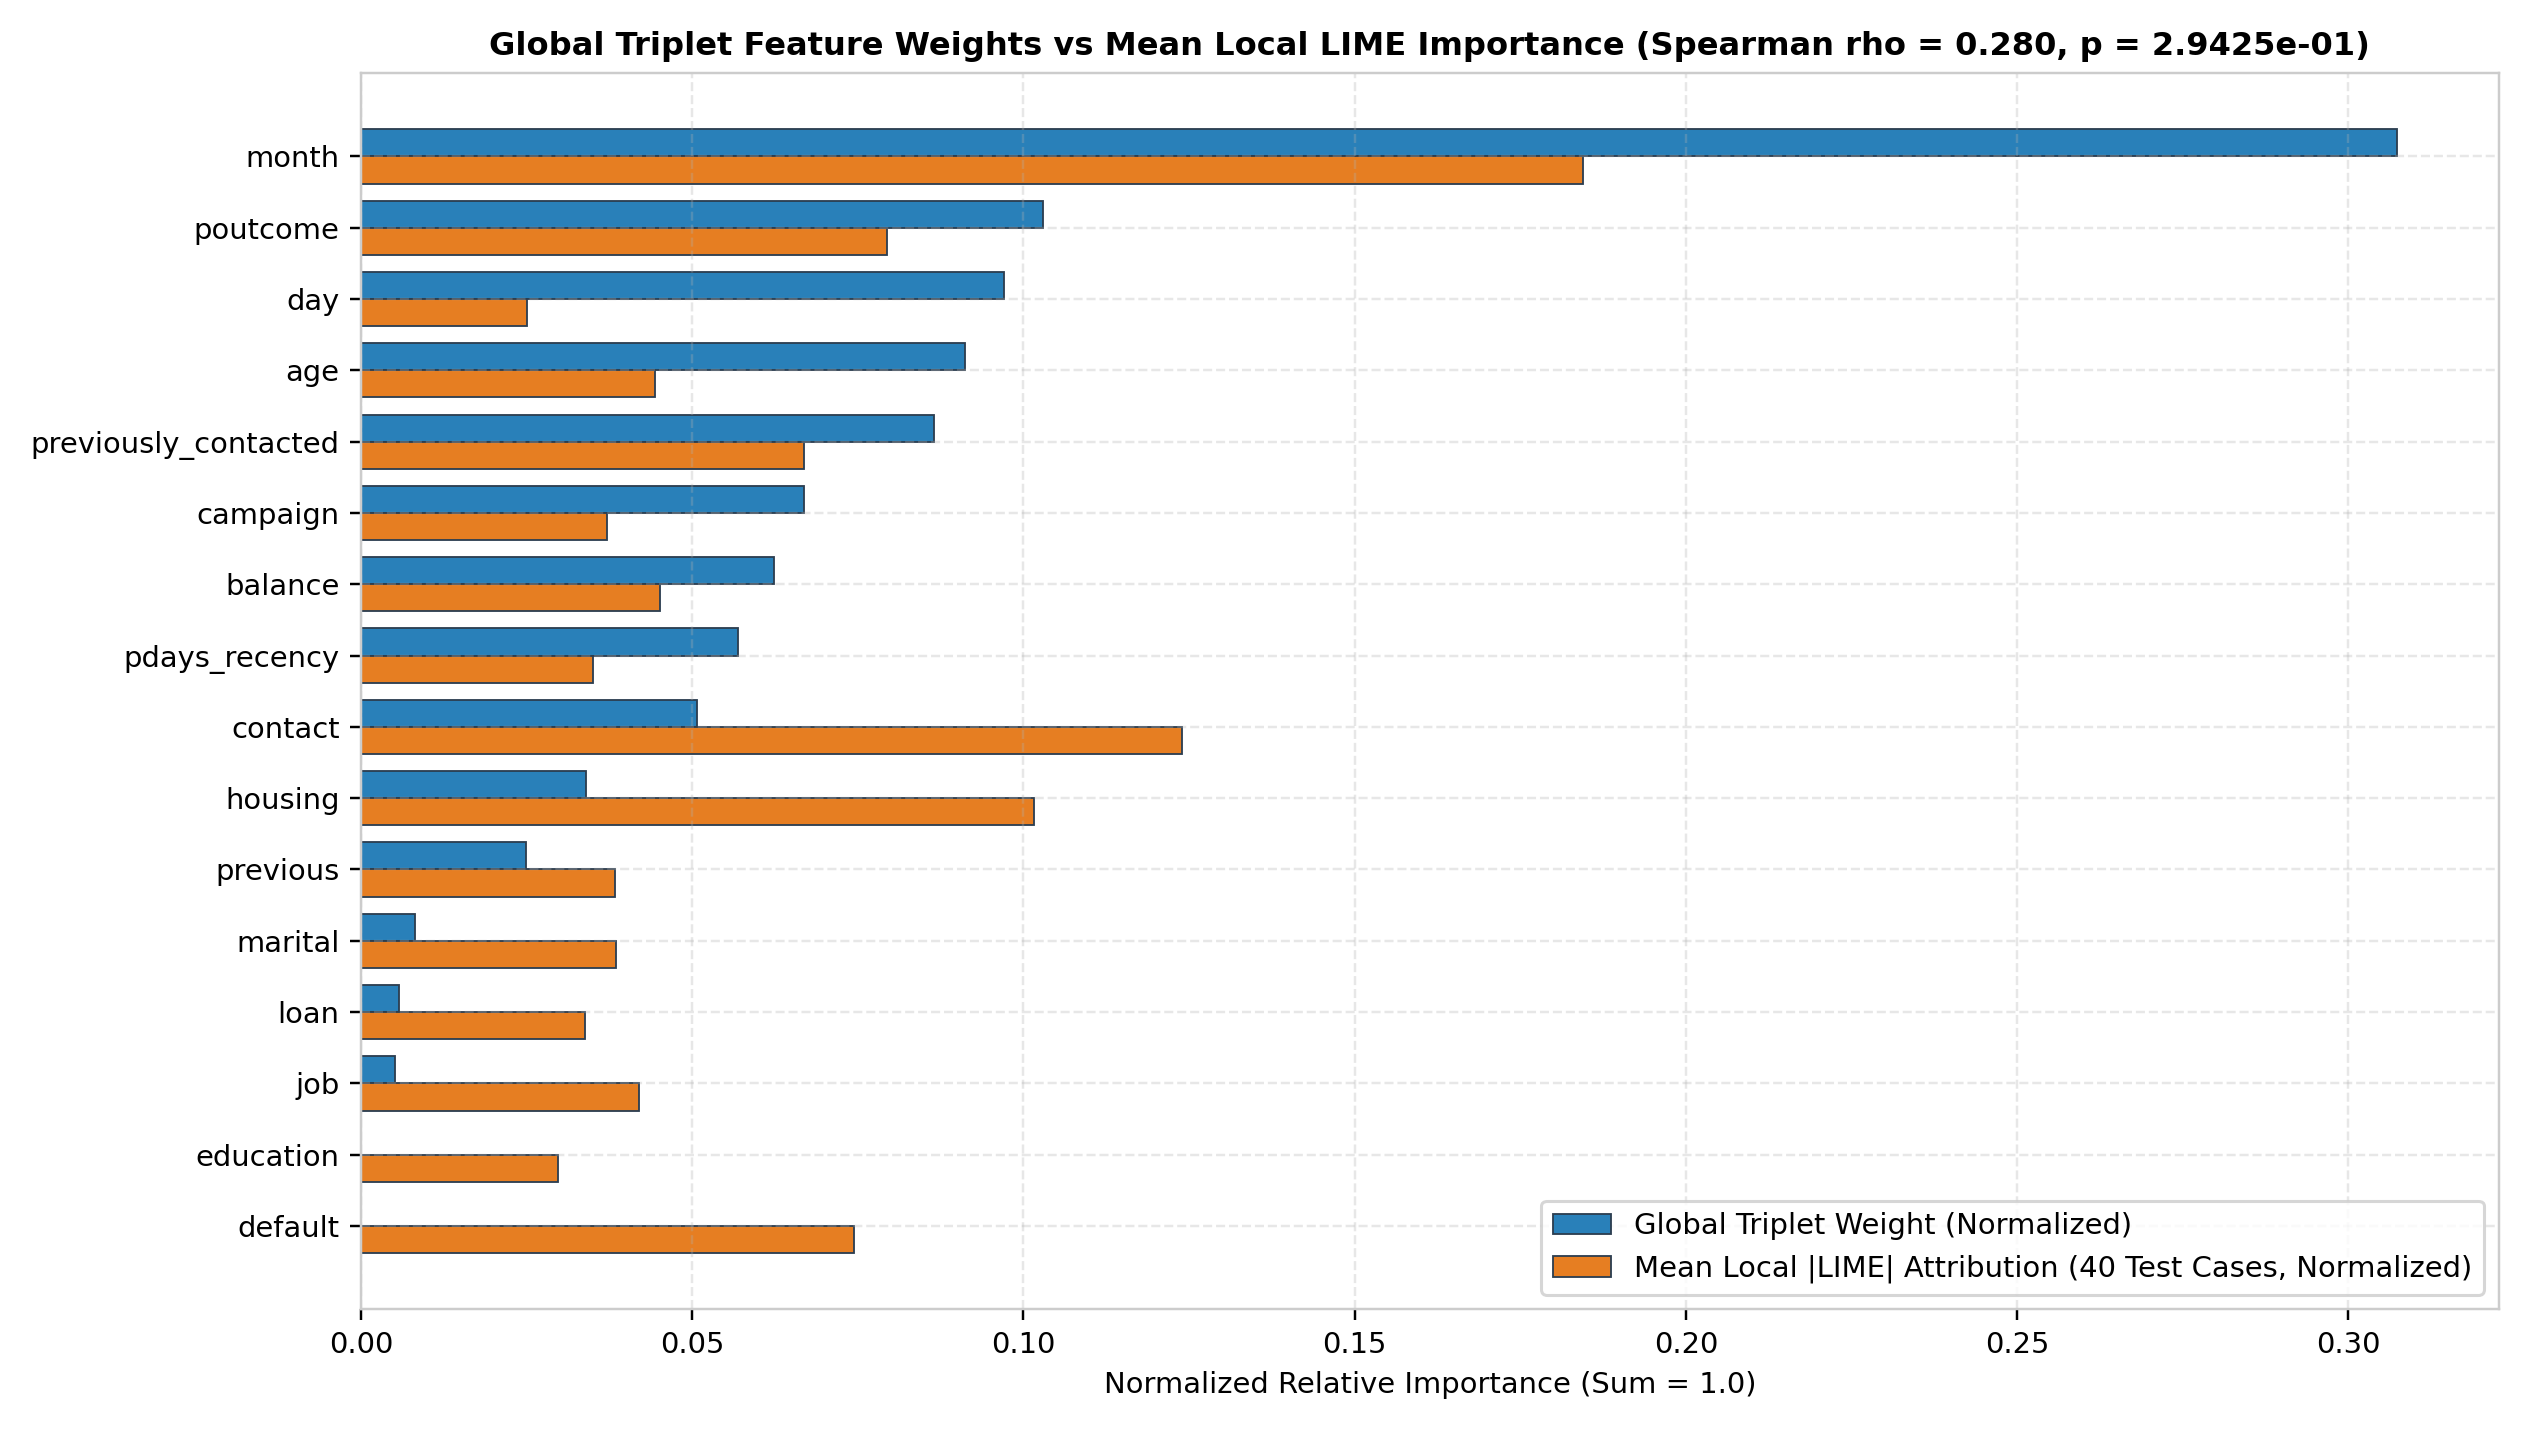 Global Triplet Feature Weights vs Mean Local LIME Importance (Spearman rho = 0.280, p = 2.9425e-01)
month
poutcome
day
age
previously_contacted
campaign
balance
pdays_recency
contact
housing
previous
marital
loan
job
education
default
Global Triplet Weight (Normalized)
Mean Local |LIME| Attribution (40 Test Cases, Normalized)
0.00 0.05 0.10 0.15 0.20 0.25 0.30
Normalized Relative Importance (Sum = 1.0)